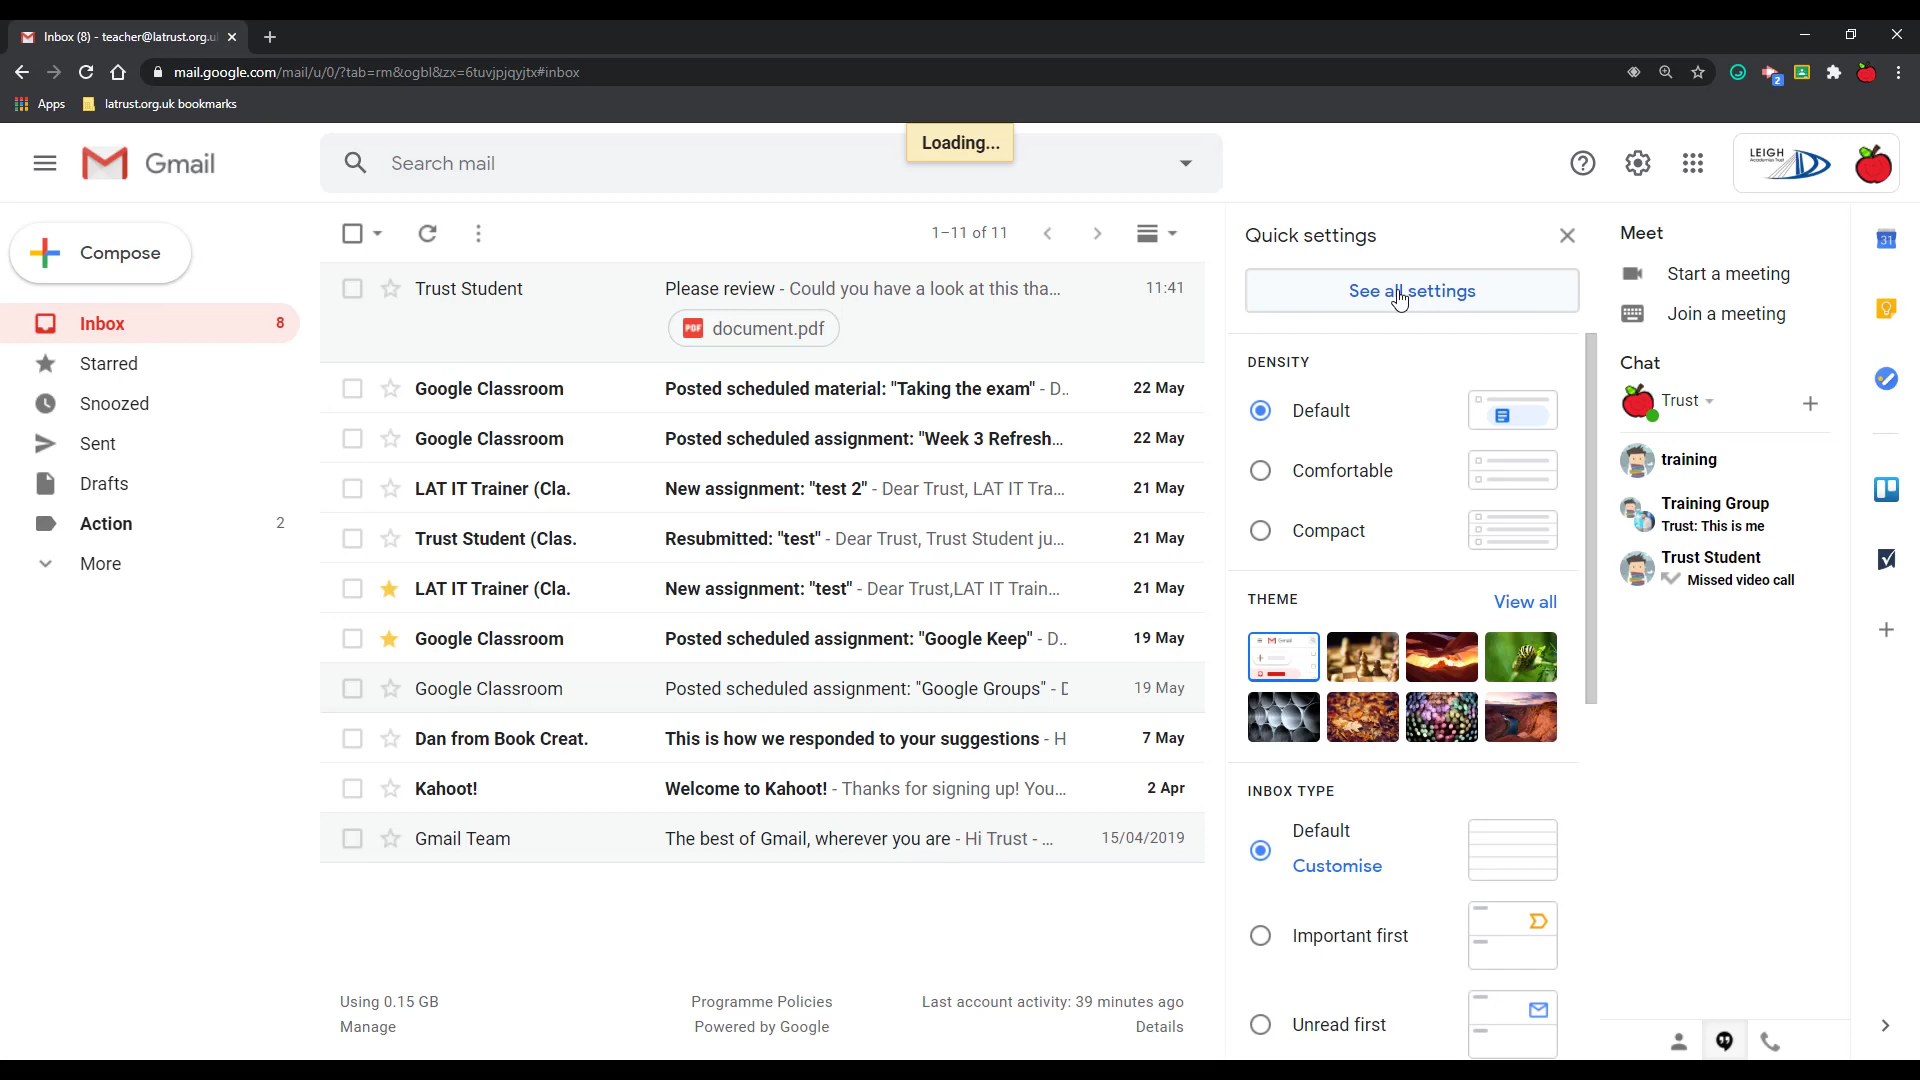 Inbox (8) - teacher@latrust.org.u
mail.google.com/mail/u/0/?tab=rm&ogbl&zx=6tuvjpjqyjtx#inbox
2
Apps
latrust.org.uk bookmarks
Loading...
Gmail
Search mail
LEIGH
Academies Trust
Compose
1–11 of 11
Quick settings
See all settings
Meet
Start a meeting
Join a meeting
31
Inbox 8
Starred
Snoozed
Sent
Drafts
Action 2
More
Trust Student Please review - Could you have a look at this tha... 11:41
PDF document.pdf
Google Classroom Posted scheduled material: "Taking the exam" - D.. 22 May
Google Classroom Posted scheduled assignment: "Week 3 Refresh... 22 May
LAT IT Trainer (Cla. New assignment: "test 2" - Dear Trust, LAT IT Tra... 21 May
Trust Student (Clas. Resubmitted: "test" - Dear Trust, Trust Student ju... 21 May
LAT IT Trainer (Cla. New assignment: "test" - Dear Trust,LAT IT Train... 21 May
Google Classroom Posted scheduled assignment: "Google Keep" - D.. 19 May
Google Classroom Posted scheduled assignment: "Google Groups" - D 19 May
Dan from Book Creat. This is how we responded to your suggestions - H 7 May
Kahoot! Welcome to Kahoot! - Thanks for signing up! You... 2 Apr
Gmail Team The best of Gmail, wherever you are - Hi Trust - ... 15/04/2019
DENSITY
Default
Comfortable
Compact
THEME
View all
Gmail
INBOX TYPE
Default
Customise
Important first
Unread first
Chat
Trust
training
Training Group
Trust: This is me
Trust Student
Missed video call
Using 0.15 GB
Manage
Programme Policies
Powered by Google
Last account activity: 39 minutes ago
Details